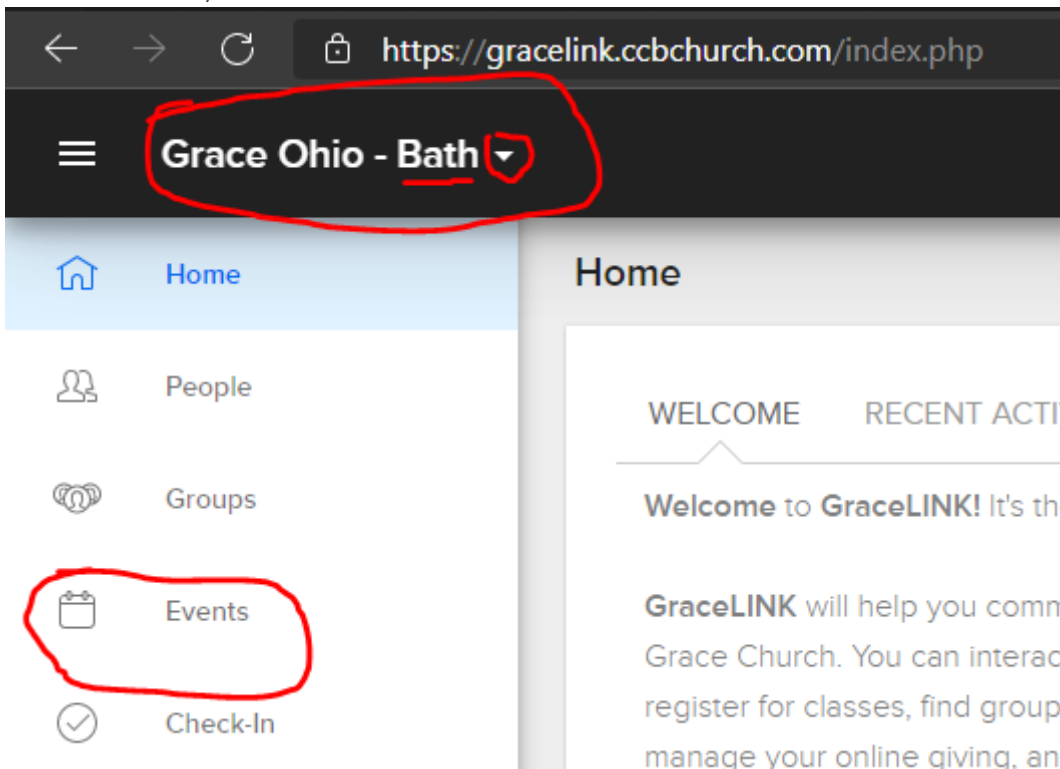 https://gracelink.ccbchurch.com/index.php
Grace Ohio - Bath
Home
People
Groups
Events
Check-In
Home
WELCOME RECENT ACTI
Welcome to GraceLINK! It's th
GraceLINK will help you comm
Grace Church. You can interac
register for classes, find group
manage your online giving, an